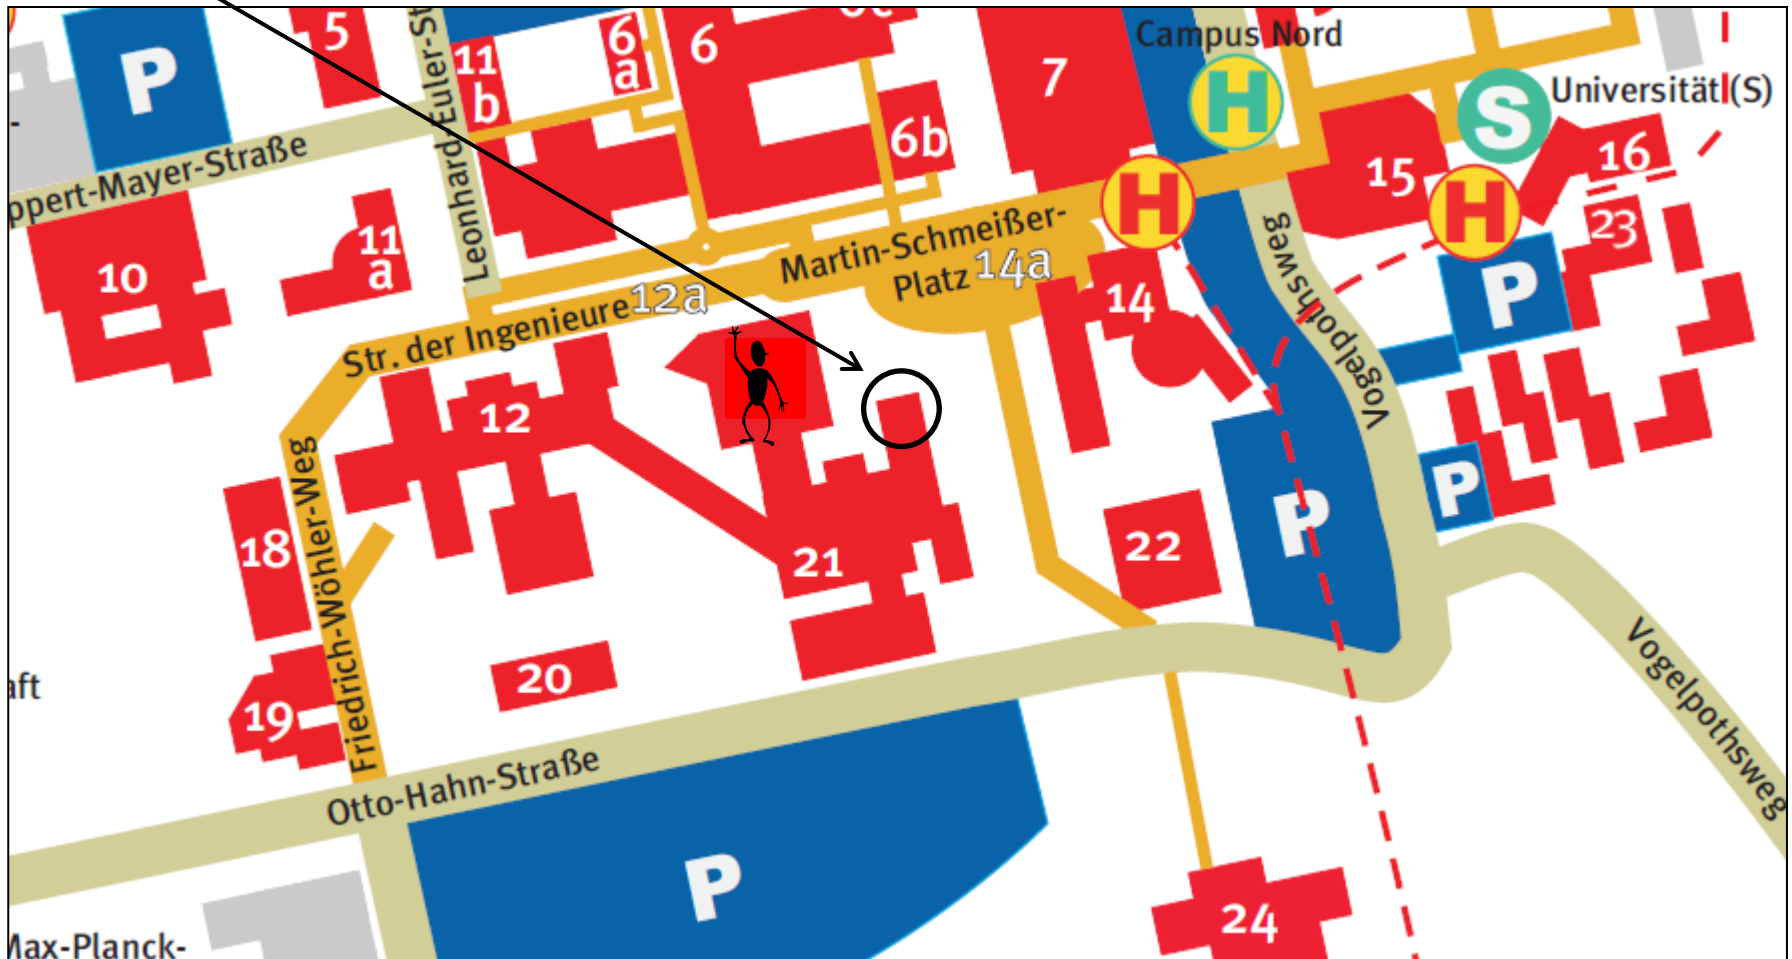 5
6c
Campus Nord
P
11
b
6
a
6
7
H
S
Universität (S)
-
6b
ppert-Mayer-Straße
Leonhard-Euler-St
15
16
H
H
23
10
11
a
Martin-Schmeißer-
Platz
14a
14
P
Str. der Ingenieure
12a
Vogelpothsweg
12
P
P
18
21
22
Friedrich-Wöhler-Weg
aft
20
19
Vogelpothsweg
Otto-Hahn-Straße
P
24
Max-Planck-